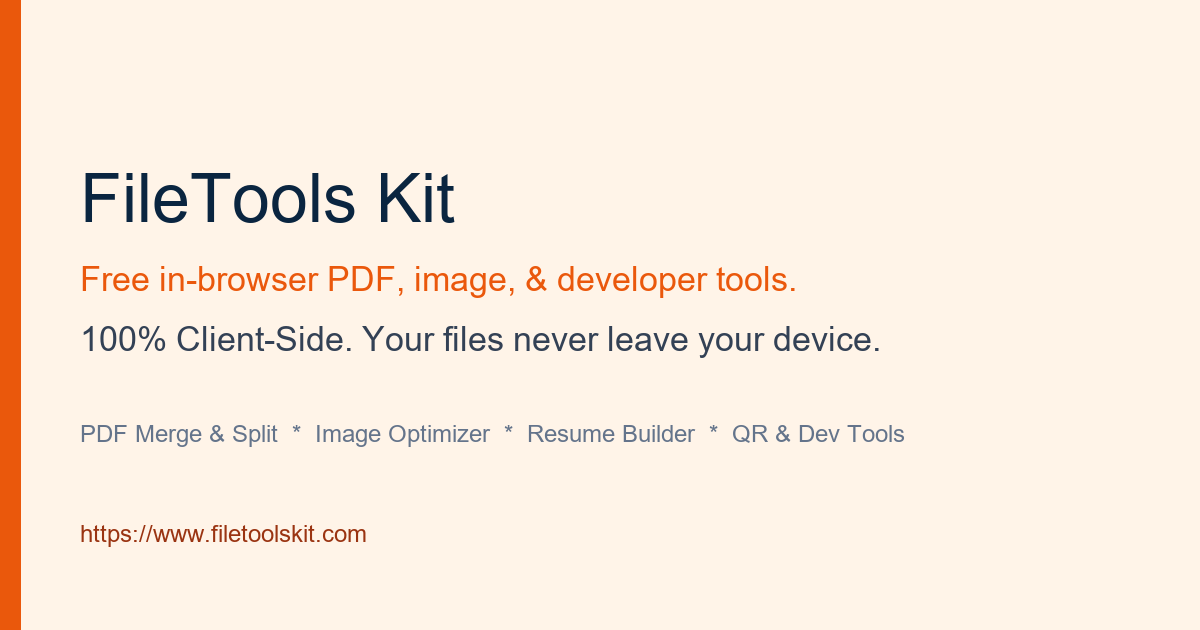 FileTools Kit
Free in-browser PDF, image, & developer tools.
100% Client-Side. Your files never leave your device.
PDF Merge & Split * Image Optimizer * Resume Builder * QR & Dev Tools
https://www.filetoolskit.com